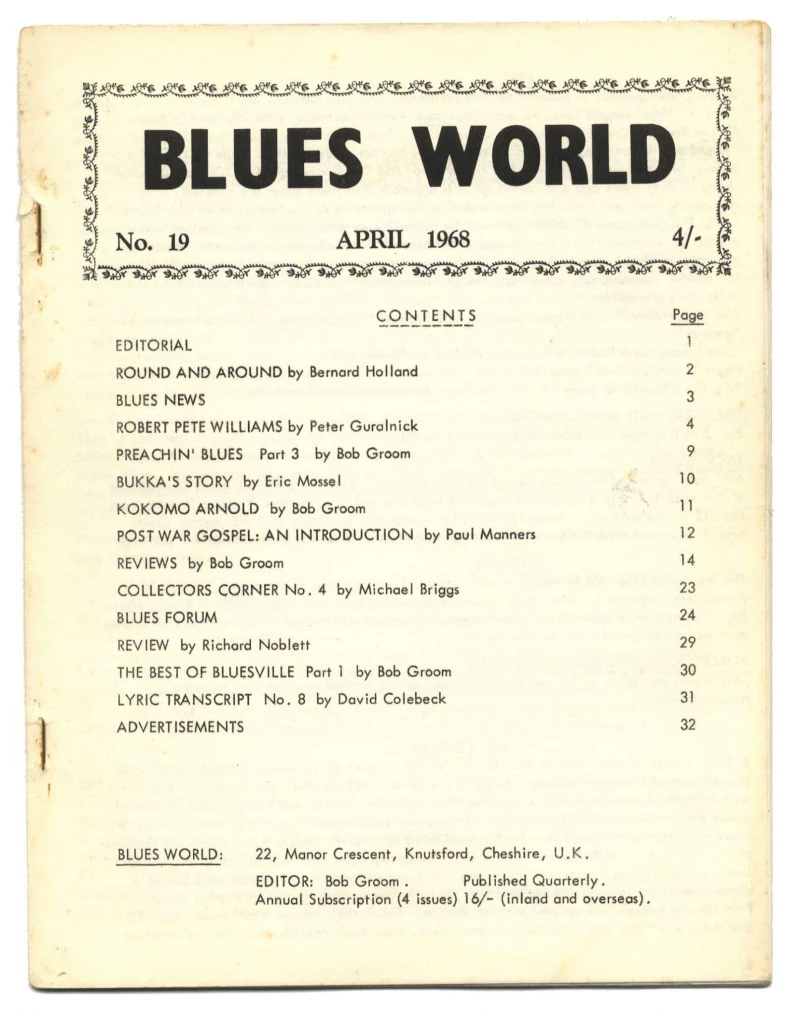 BLUES WORLD
No. 19 APRIL 1968 4/-
CONTENTS Page
EDITORIAL 1
ROUND AND AROUND by Bernard Holland 2
BLUES NEWS 3
ROBERT PETE WILLIAMS by Peter Guralnick 4
PREACHIN' BLUES Part 3 by Bob Groom 9
BUKKA'S STORY by Eric Mossel 10
KOKOMO ARNOLD by Bob Groom 11
POST WAR GOSPEL: AN INTRODUCTION by Paul Manners 12
REVIEWS by Bob Groom 14
COLLECTORS CORNER No. 4 by Michael Briggs 23
BLUES FORUM 24
REVIEW by Richard Noblett 29
THE BEST OF BLUESVILLE Part 1 by Bob Groom 30
LYRIC TRANSCRIPT No. 8 by David Colebeck 31
ADVERTISEMENTS 32
BLUES WORLD: 22, Manor Crescent, Knutsford, Cheshire, U.K.
EDITOR: Bob Groom. Published Quarterly.
Annual Subscription (4 issues) 16/- (inland and overseas).